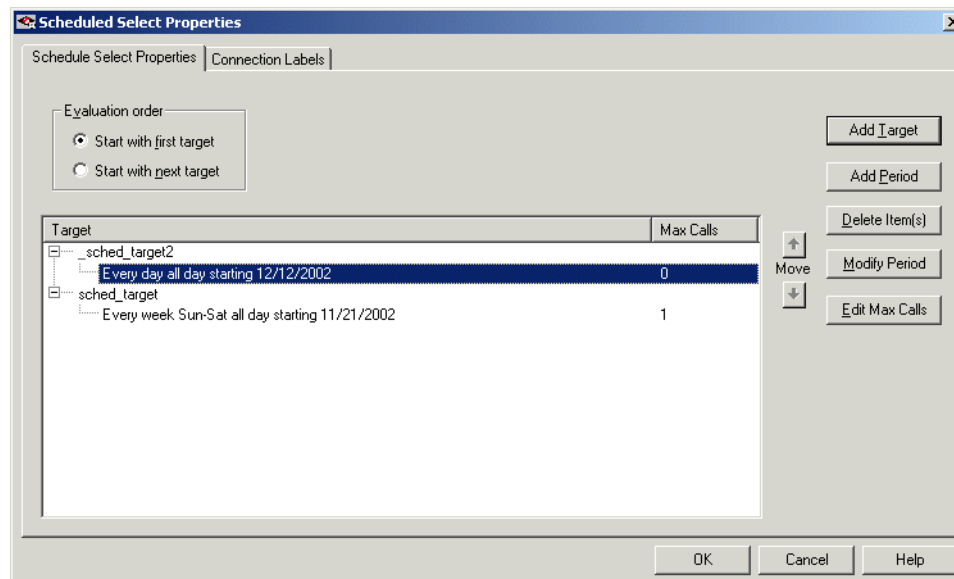 Scheduled Select Properties
Schedule Select Properties
Connection Labels
Evaluation order
Start with first target
Start with next target
Add Target
Add Period
Delete Item(s)
Modify Period
Edit Max Calls
Move
Target Max Calls
_sched_target2
Every day all day starting 12/12/2002 0
sched_target
Every week Sun-Sat all day starting 11/21/2002 1
OK Cancel Help